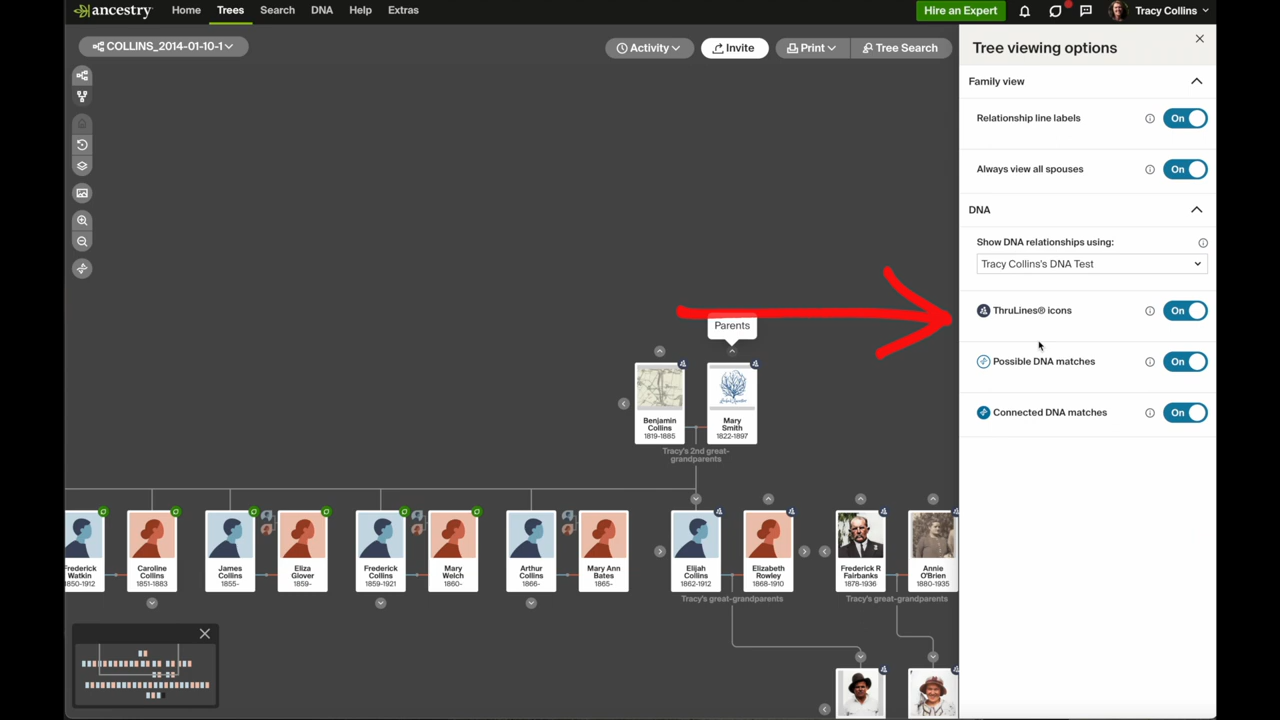 ancestry
Home
Trees
Search
DNA
Help
Extras
Hire an Expert
Tracy Collins
COLLINS_2014-01-10-1
Activity
Invite
Print
Tree Search
Tree viewing options
Family view
Relationship line labels
On
Always view all spouses
On
DNA
Show DNA relationships using:
Tracy Collins's DNA Test
ThruLines® icons
On
Possible DNA matches
On
Connected DNA matches
On
Parents
Benjamin
Collins
1819-1885
Mary
Smith
1822-1897
Tracy's 2nd great-
grandparents
Frederick
Watkin
1850-1912
Caroline
Collins
1851-1883
James
Collins
1855-
Eliza
Glover
1859-
Frederick
Collins
1859-1921
Mary
Welch
1860-
Arthur
Collins
1866-
Mary Ann
Bates
1865-
Elijah
Collins
1862-1912
Elizabeth
Rowley
1868-1910
Tracy's great-grandparents
Frederick R
Fairbanks
1878-1936
Annie
O'Brien
1880-1935
Tracy's great-grandparents